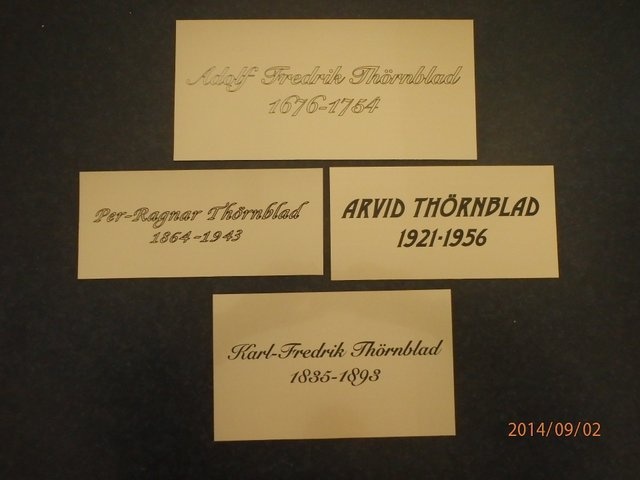 Adolf Fredrik Thörnblad
1676-1754
Per-Ragnar Thörnblad
1864-1943
ARVID THÖRNBLAD
1921-1956
Karl-Fredrik Thörnblad
1835-1893
2014/09/02